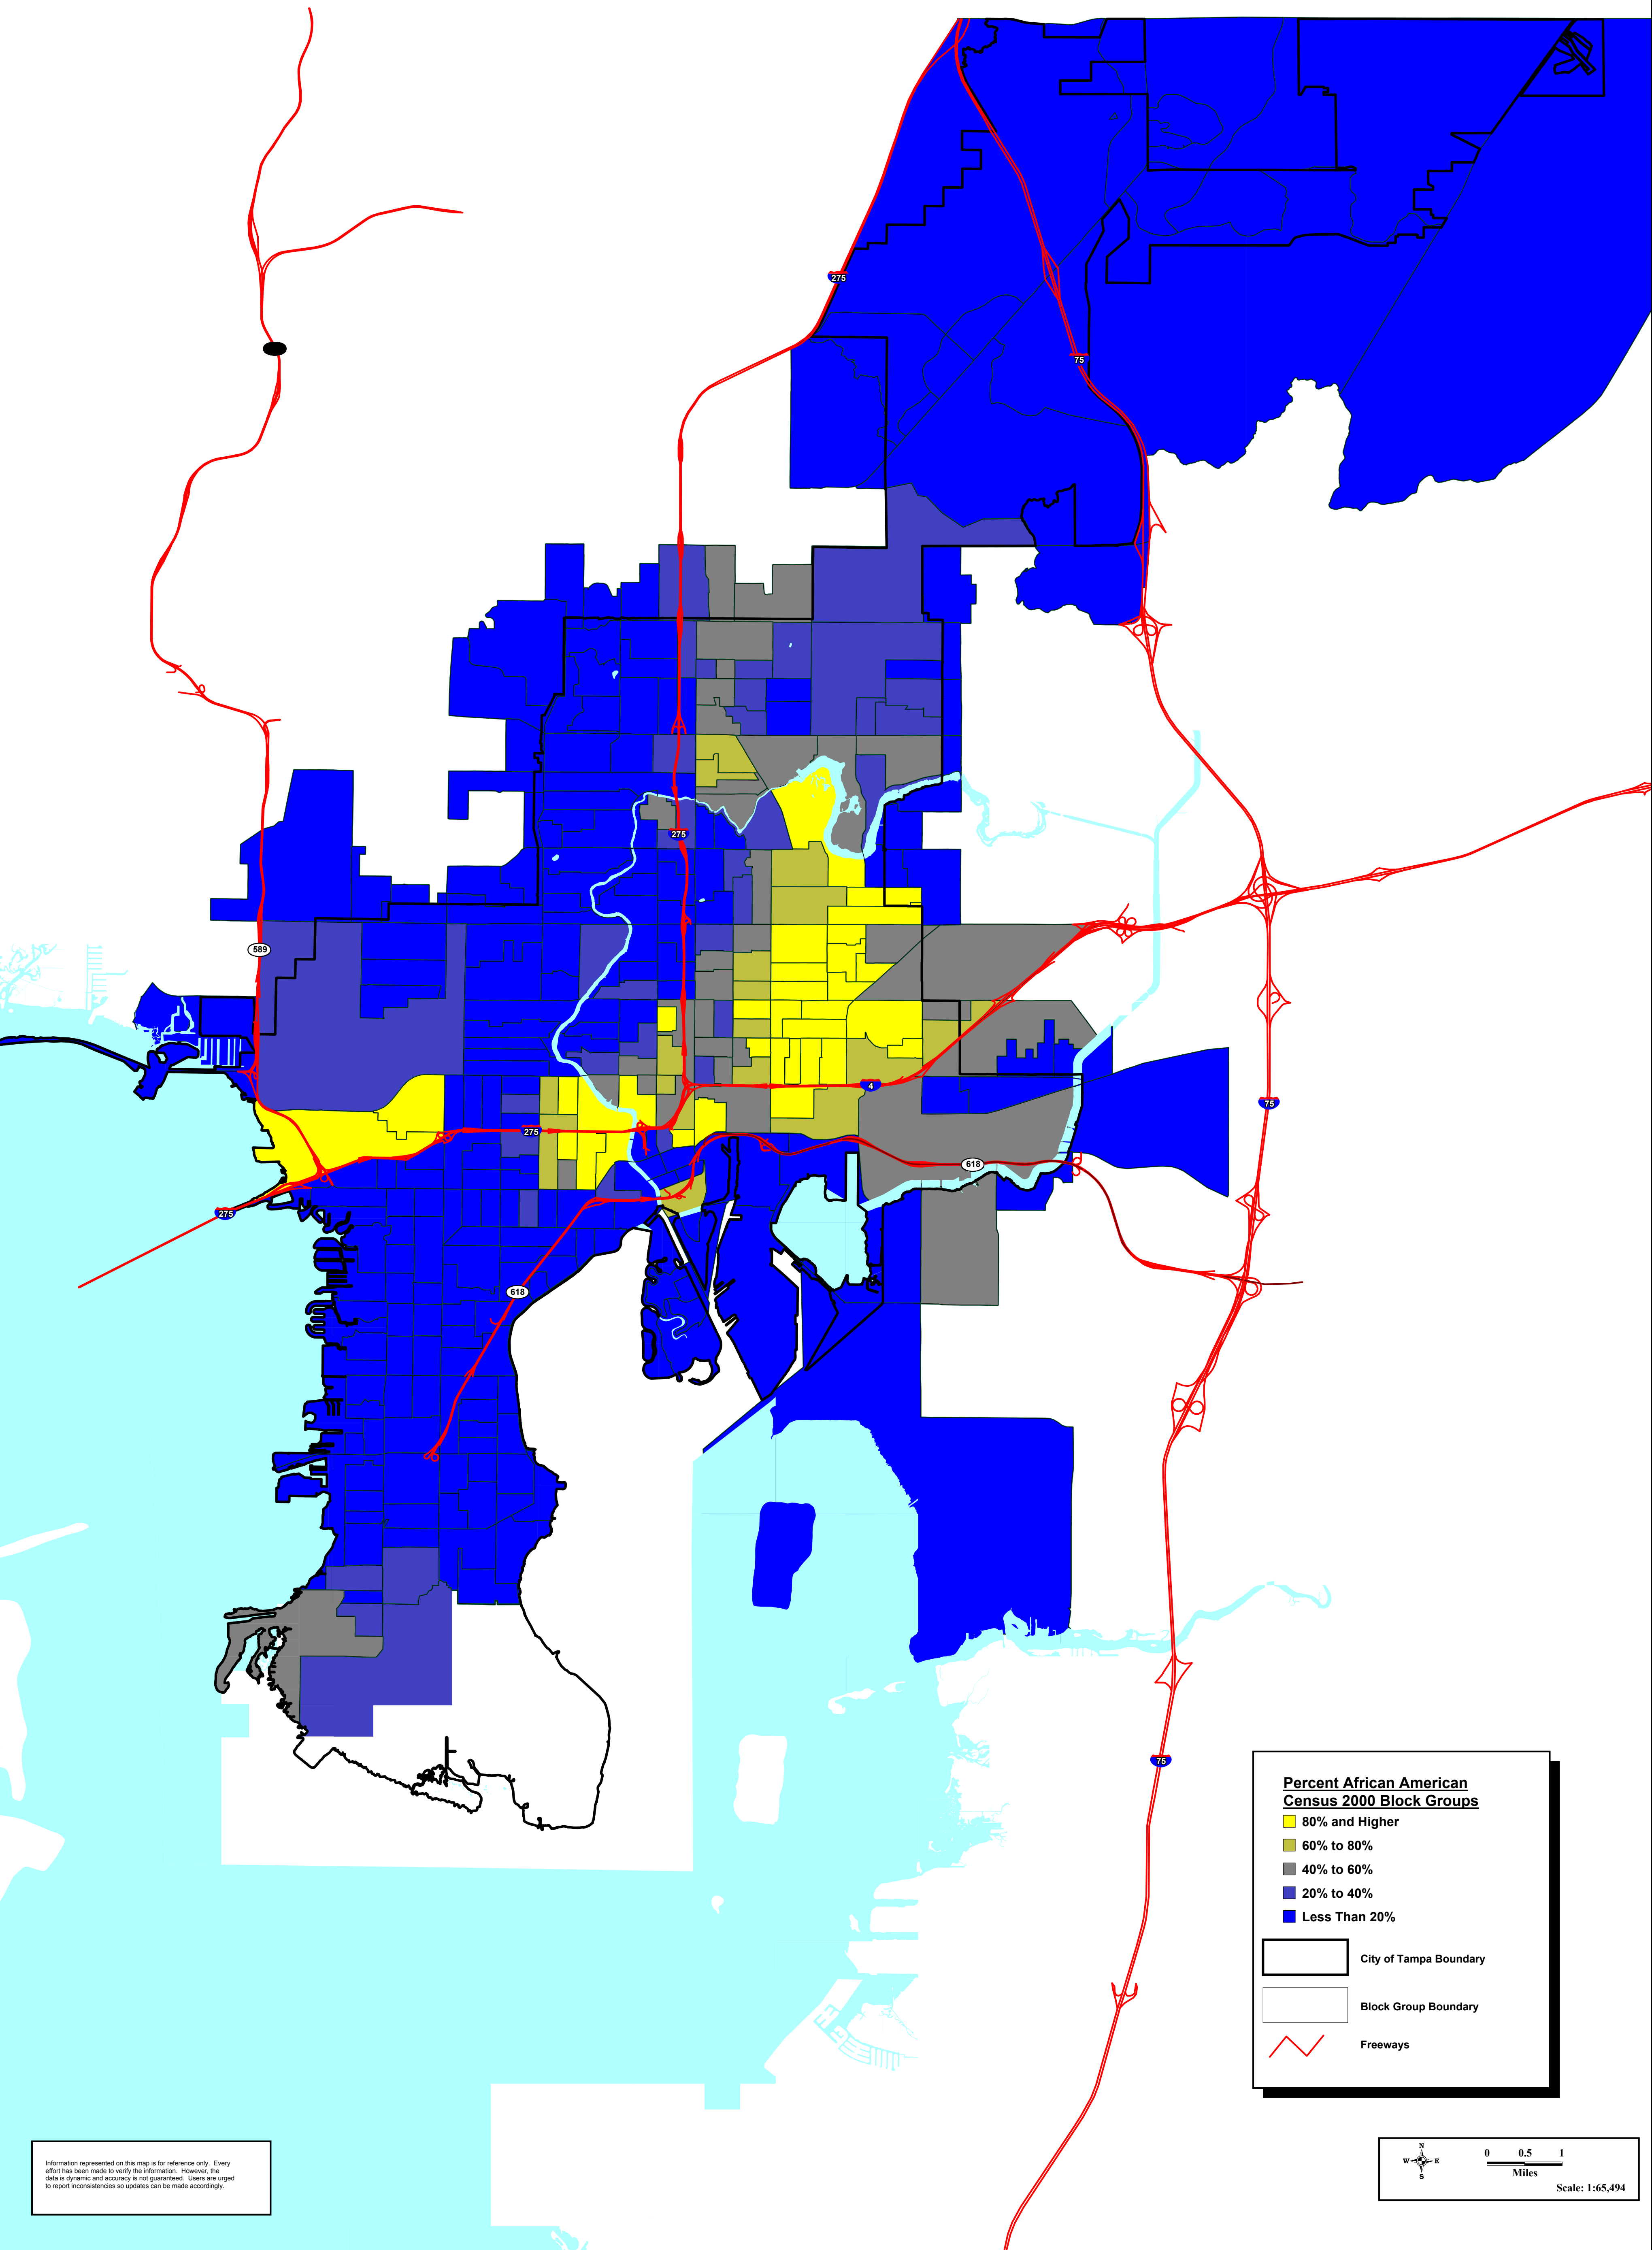 275
75
275
589
4
75
275
618
275
618
75
Percent African American
Census 2000 Block Groups
80% and Higher
60% to 80%
40% to 60%
20% to 40%
Less Than 20%
City of Tampa Boundary
Block Group Boundary
Freeways
Information represented on this map is for reference only. Every
effort has been made to verify the information. However, the
data is dynamic and accuracy is not guaranteed. Users are urged
to report inconsistencies so updates can be made accordingly.
N
W E
S
0 0.5 1
Miles
Scale: 1:65,494